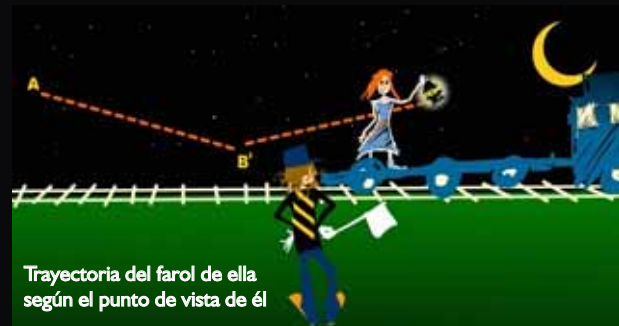 A
B'
Trayectoria del farol de ella
según el punto de vista de él